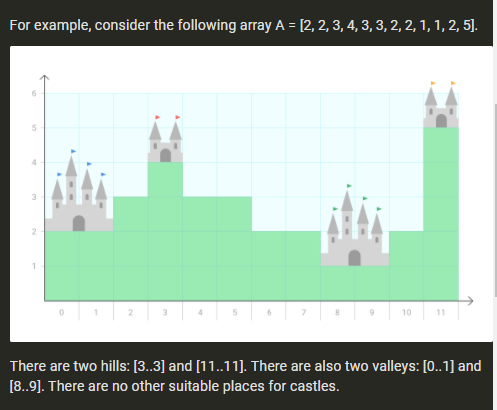 For example, consider the following array A = [2, 2, 3, 4, 3, 3, 2, 2, 1, 1, 2, 5].
6
5
4
3
2
1
0 1 2 3 4 5 6 7 8 9 10 11
There are two hills: [3..3] and [11..11]. There are also two valleys: [0..1] and
[8..9]. There are no other suitable places for castles.